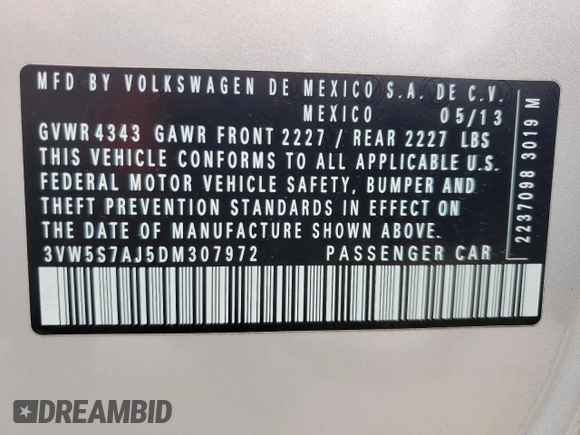 MFD BY VOLKSWAGEN DE MEXICO S.A. DE C.V.
MEXICO 05/13
GVWR 4343 GAWR FRONT 2227 / REAR 2227 LBS
THIS VEHICLE CONFORMS TO ALL APPLICABLE U.S.
FEDERAL MOTOR VEHICLE SAFETY, BUMPER AND
THEFT PREVENTION STANDARDS IN EFFECT ON
THE DATE OF MANUFACTURE SHOWN ABOVE.
3VW5S7AJ5DM307972 PASSENGER CAR
2237098 3019 M
DREAMBID